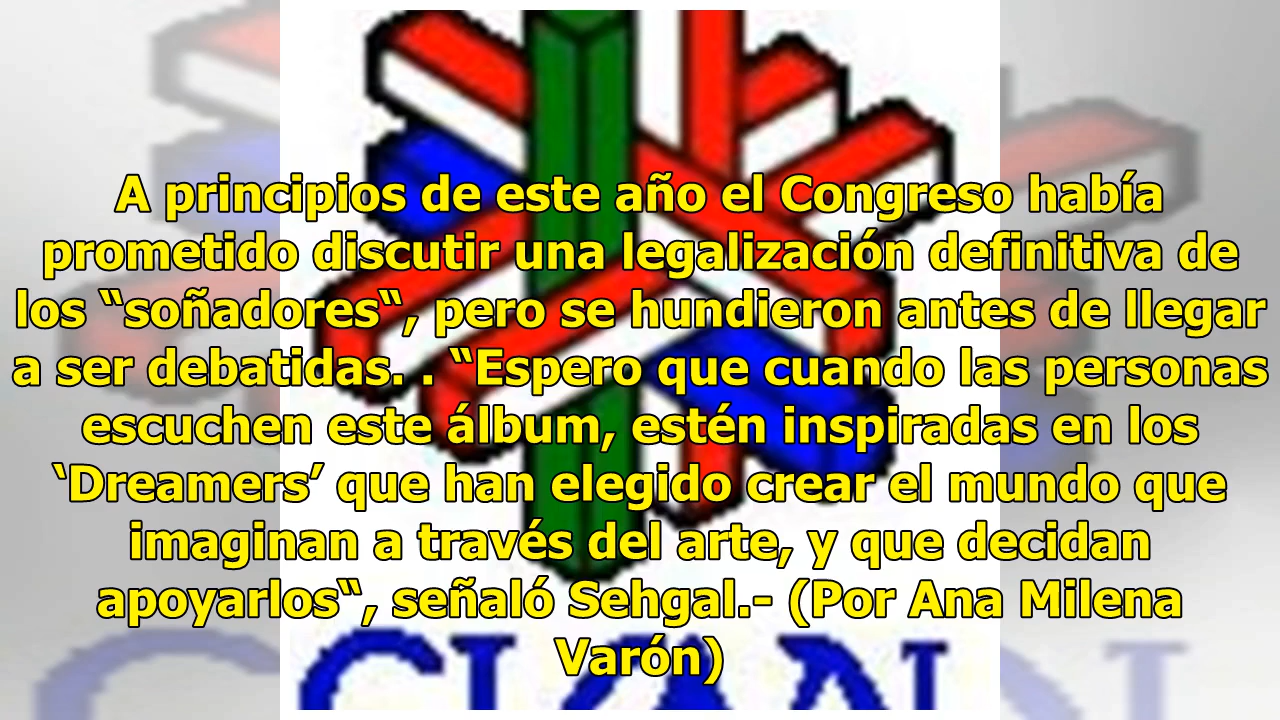 A principios de este año el Congreso había
prometido discutir una legalización definitiva de
los “soñadores“, pero se hundieron antes de llegar
a ser debatidas. . “Espero que cuando las personas
escuchen este álbum, estén inspiradas en los
‘Dreamers’ que han elegido crear el mundo que
imaginan a través del arte, y que decidan
apoyarlos“, señaló Sehgal.- (Por Ana Milena
Varón)